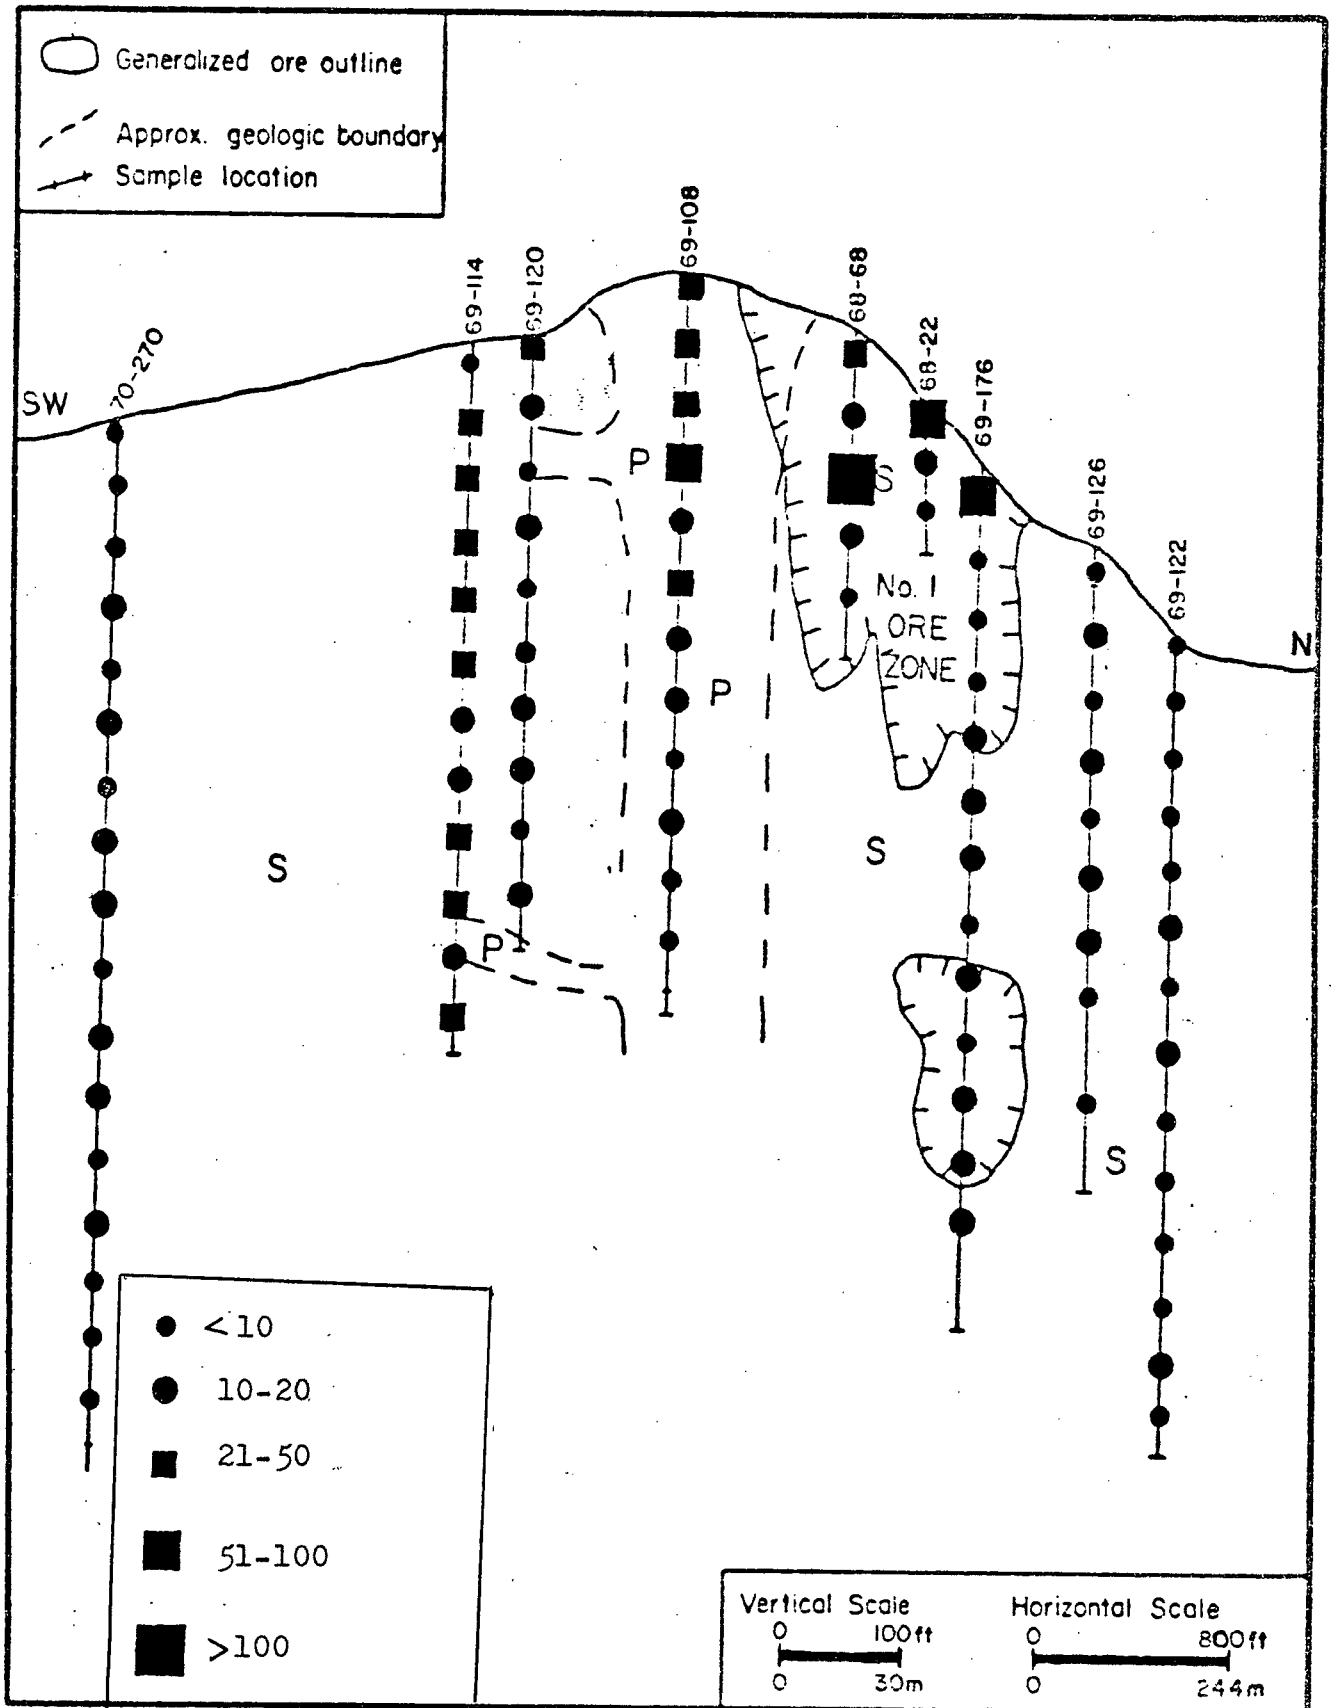 Generalized ore outline
Approx. geologic boundary
Sample location
69-108
69-114
69-120
68-68
68-22
70-270
69-176
SW
69-126
P
S
69-122
No. 1
ORE
ZONE
N
P
S
S
P
S
<10
10-20
21-50
51-100
>100
Vertical Scale
0 100ft
0 30m
Horizontal Scale
0 800ft
0 244m